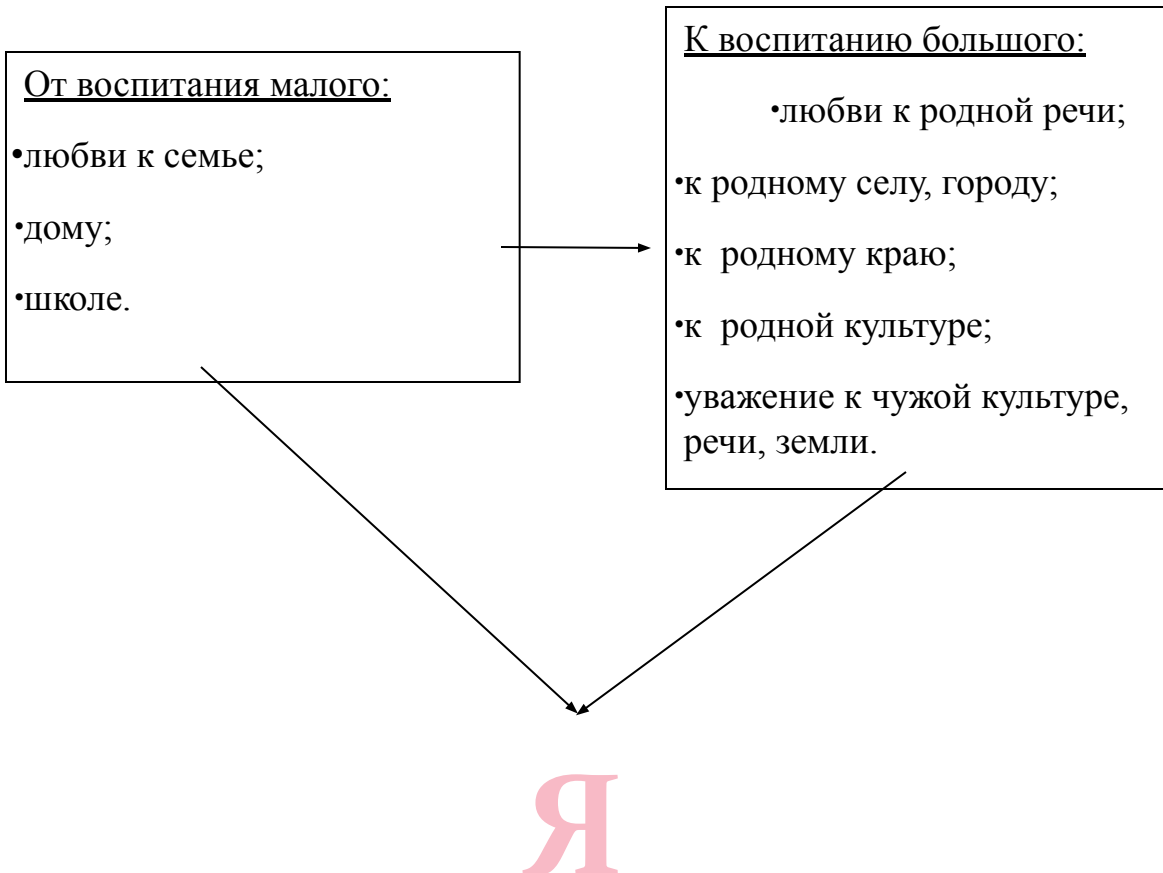 От воспитания малого:
•любви к семье;
•дому;
•школе.
К воспитанию большого:
•любви к родной речи;
•к родному селу, городу;
•к  родному краю;
•к  родной культуре;
•уважение к чужой культуре,
речи, земли.
Я